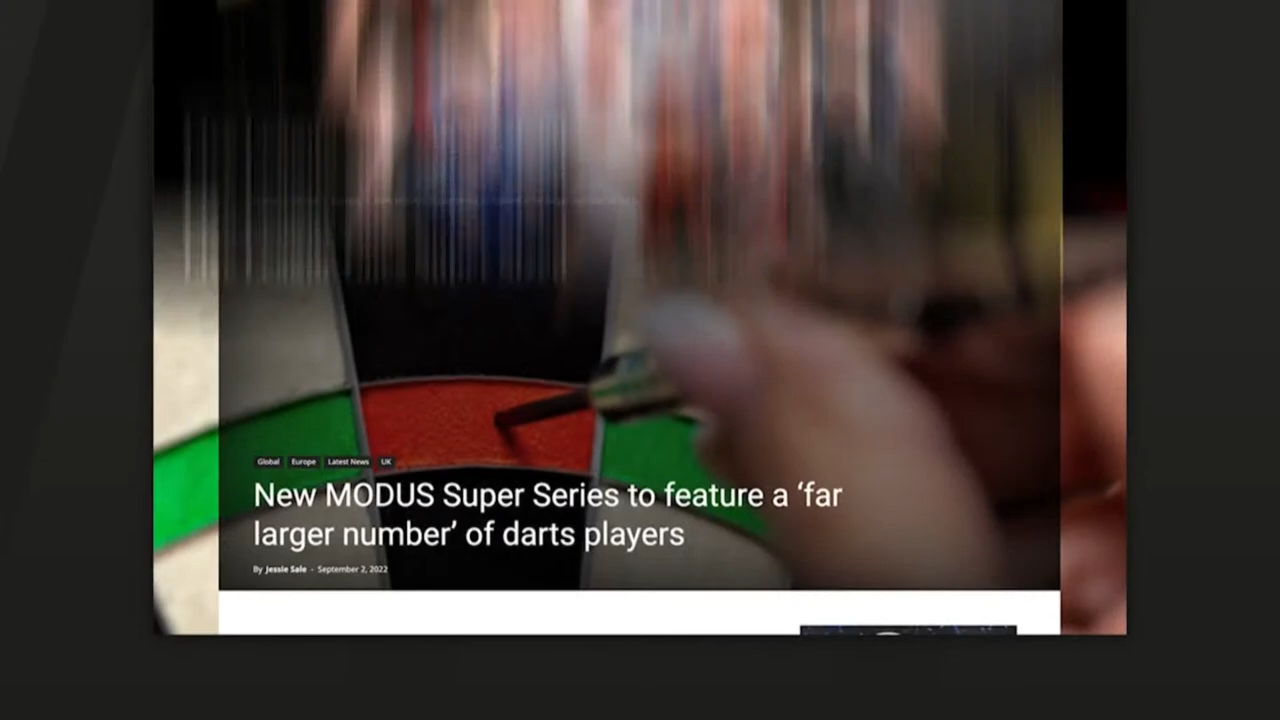 Global Europe Latest News UK
New MODUS Super Series to feature a ‘far
larger number’ of darts players
By Jessie Sale - September 2, 2022